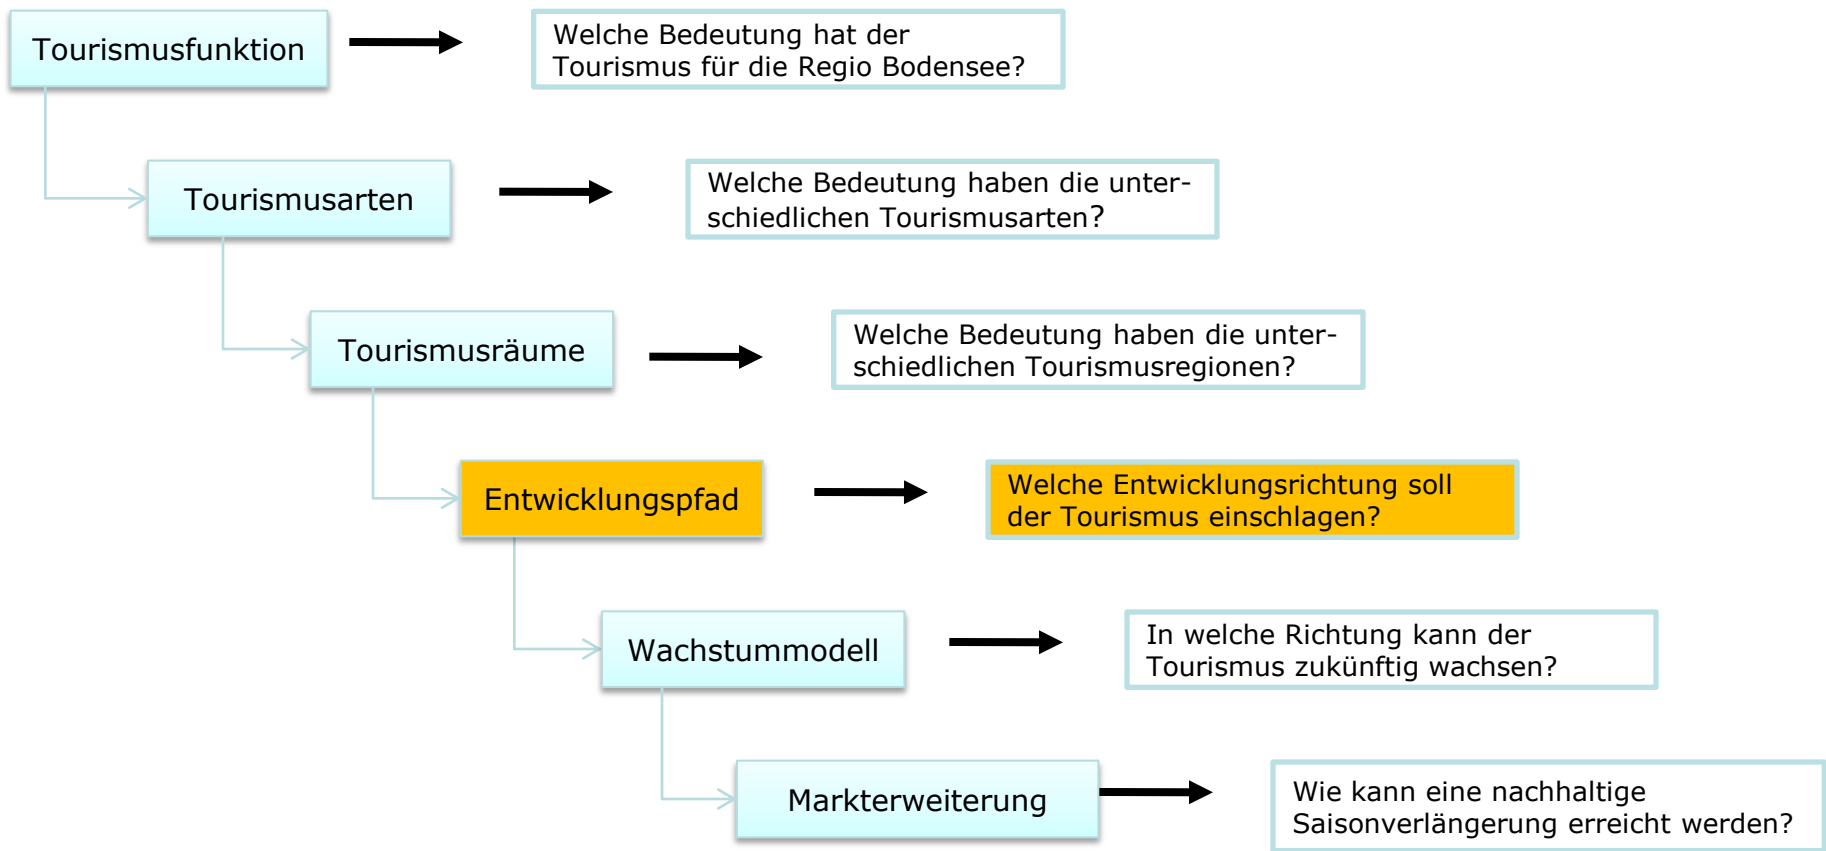 Tourismusfunktion
Welche Bedeutung hat der
Tourismus für die Regio Bodensee?
Tourismusarten
Welche Bedeutung haben die unter-
schiedlichen Tourismusarten?
Tourismusräume
Welche Bedeutung haben die unter-
schiedlichen Tourismusregionen?
Entwicklungspfad
Welche Entwicklungsrichtung soll
der Tourismus einschlagen?
Wachstummodell
In welche Richtung kann der
Tourismus zukünftig wachsen?
Markterweiterung
Wie kann eine nachhaltige
Saisonverlängerung erreicht werden?